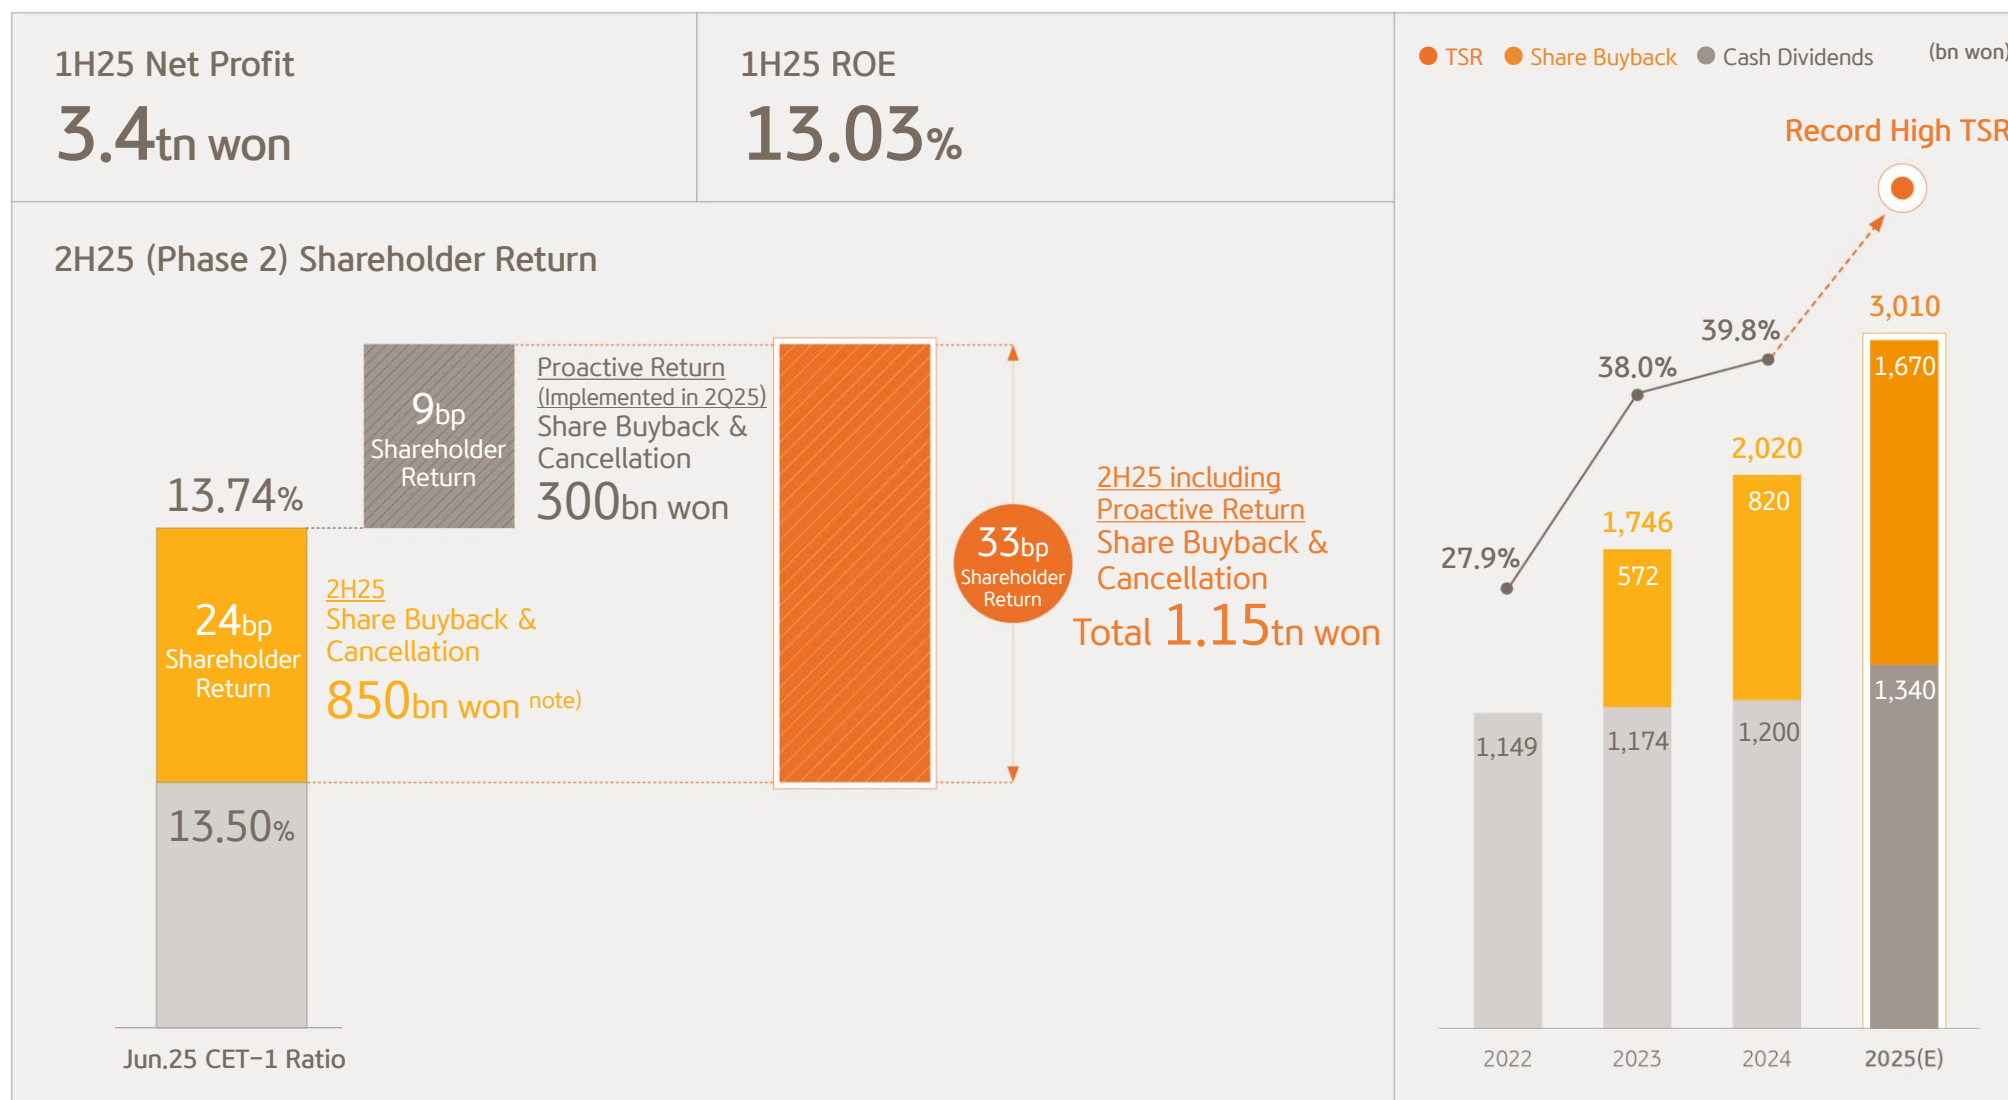 1H25 Net Profit
3.4tn won
1H25 ROE
13.03%
2H25 (Phase 2) Shareholder Return
9bp
Shareholder
Return
Proactive Return
(Implemented in 2Q25)
Share Buyback &
Cancellation
300bn won
13.74%
24bp
Shareholder
Return
2H25
Share Buyback &
Cancellation
850bn won note)
13.50%
Jun.25 CET-1 Ratio
33bp
Shareholder
Return
2H25 including
Proactive Return
Share Buyback &
Cancellation
Total 1.15tn won
TSR Share Buyback Cash Dividends (bn won)
Record High TSR
27.9%
38.0%
39.8%
3,010
1,670
1,340
2,020
820
1,200
1,746
572
1,174
1,149
2022 2023 2024 2025(E)